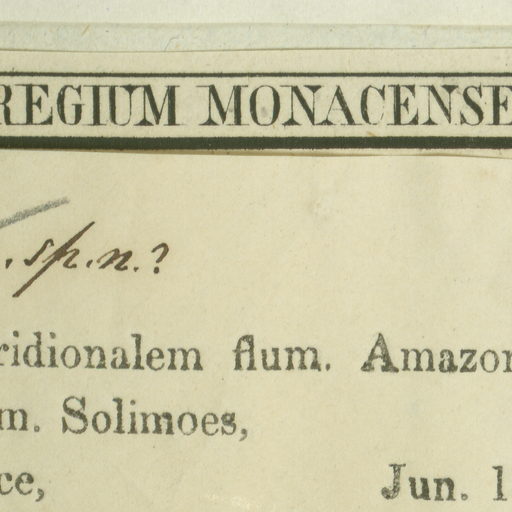 REGIUM MONACENSE
. sp. n.?
ridionalem flum. Amazon
m. Solimoes,
ce, Jun. 1